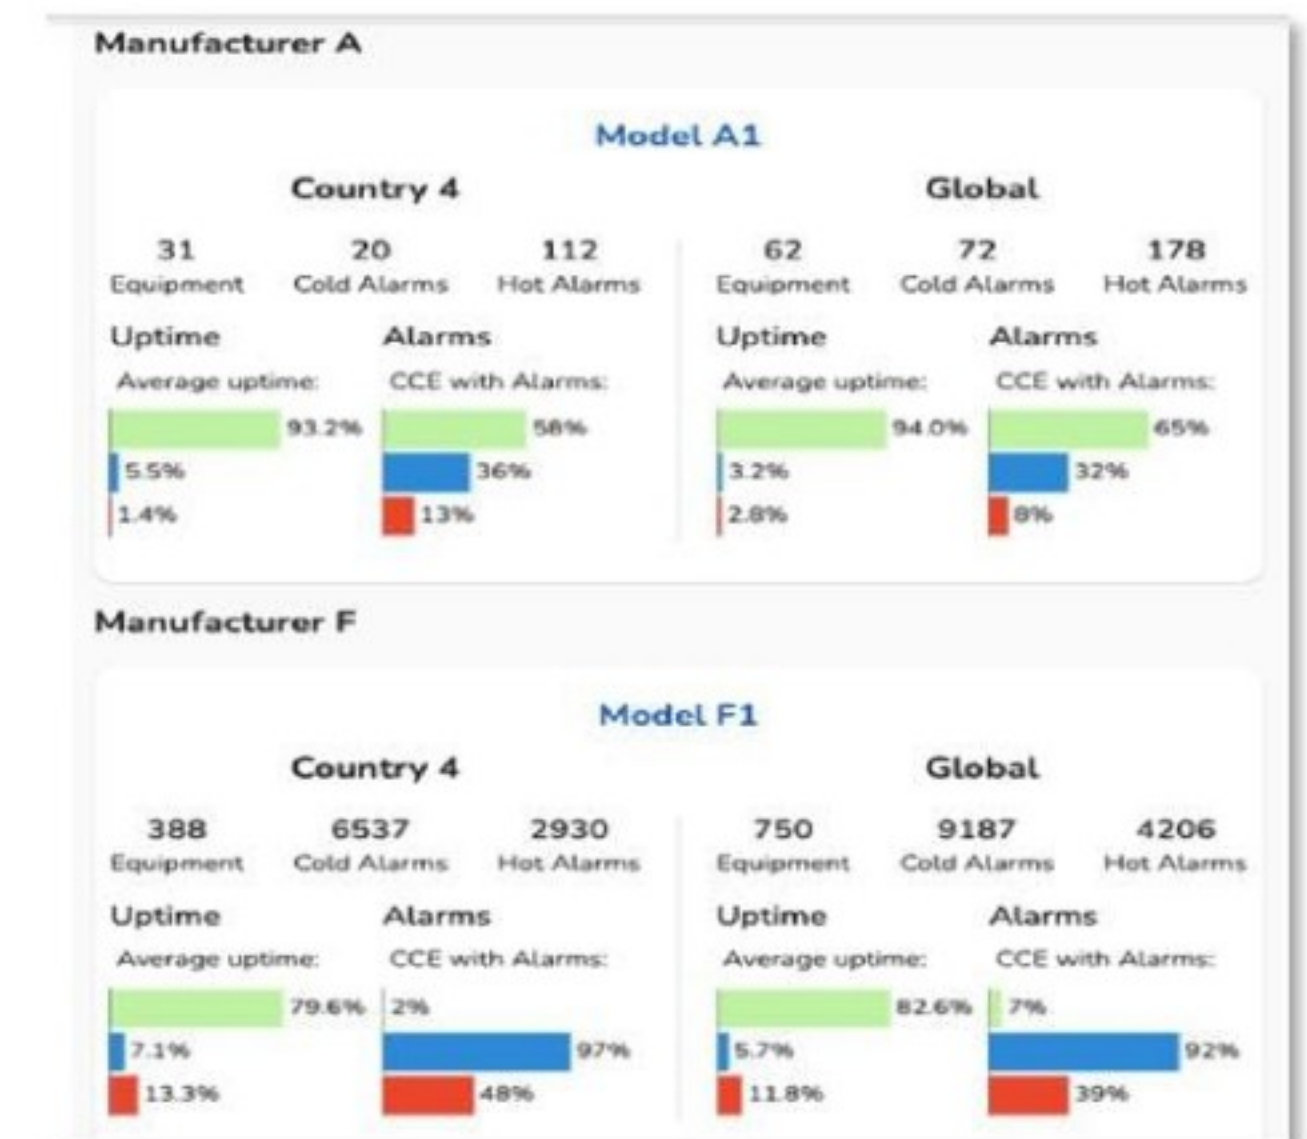 Manufacturer A
Model A1
Country 4
Global
31 20 112 62 72 178
Equipment Cold Alarms Hot Alarms Equipment Cold Alarms Hot Alarms
Uptime Alarms Uptime Alarms
Average uptime: CCE with Alarms: Average uptime: CCE with Alarms:
93.2% 58% 94.0% 65%
5.5% 36% 3.2% 32%
1.4% 13% 2.8% 8%
Manufacturer F
Model F1
Country 4
Global
388 6537 2930 750 9187 4206
Equipment Cold Alarms Hot Alarms Equipment Cold Alarms Hot Alarms
Uptime Alarms Uptime Alarms
Average uptime: CCE with Alarms: Average uptime: CCE with Alarms:
79.6% 2% 82.6% 7%
7.1% 97% 5.7% 92%
13.3% 48% 11.8% 39%